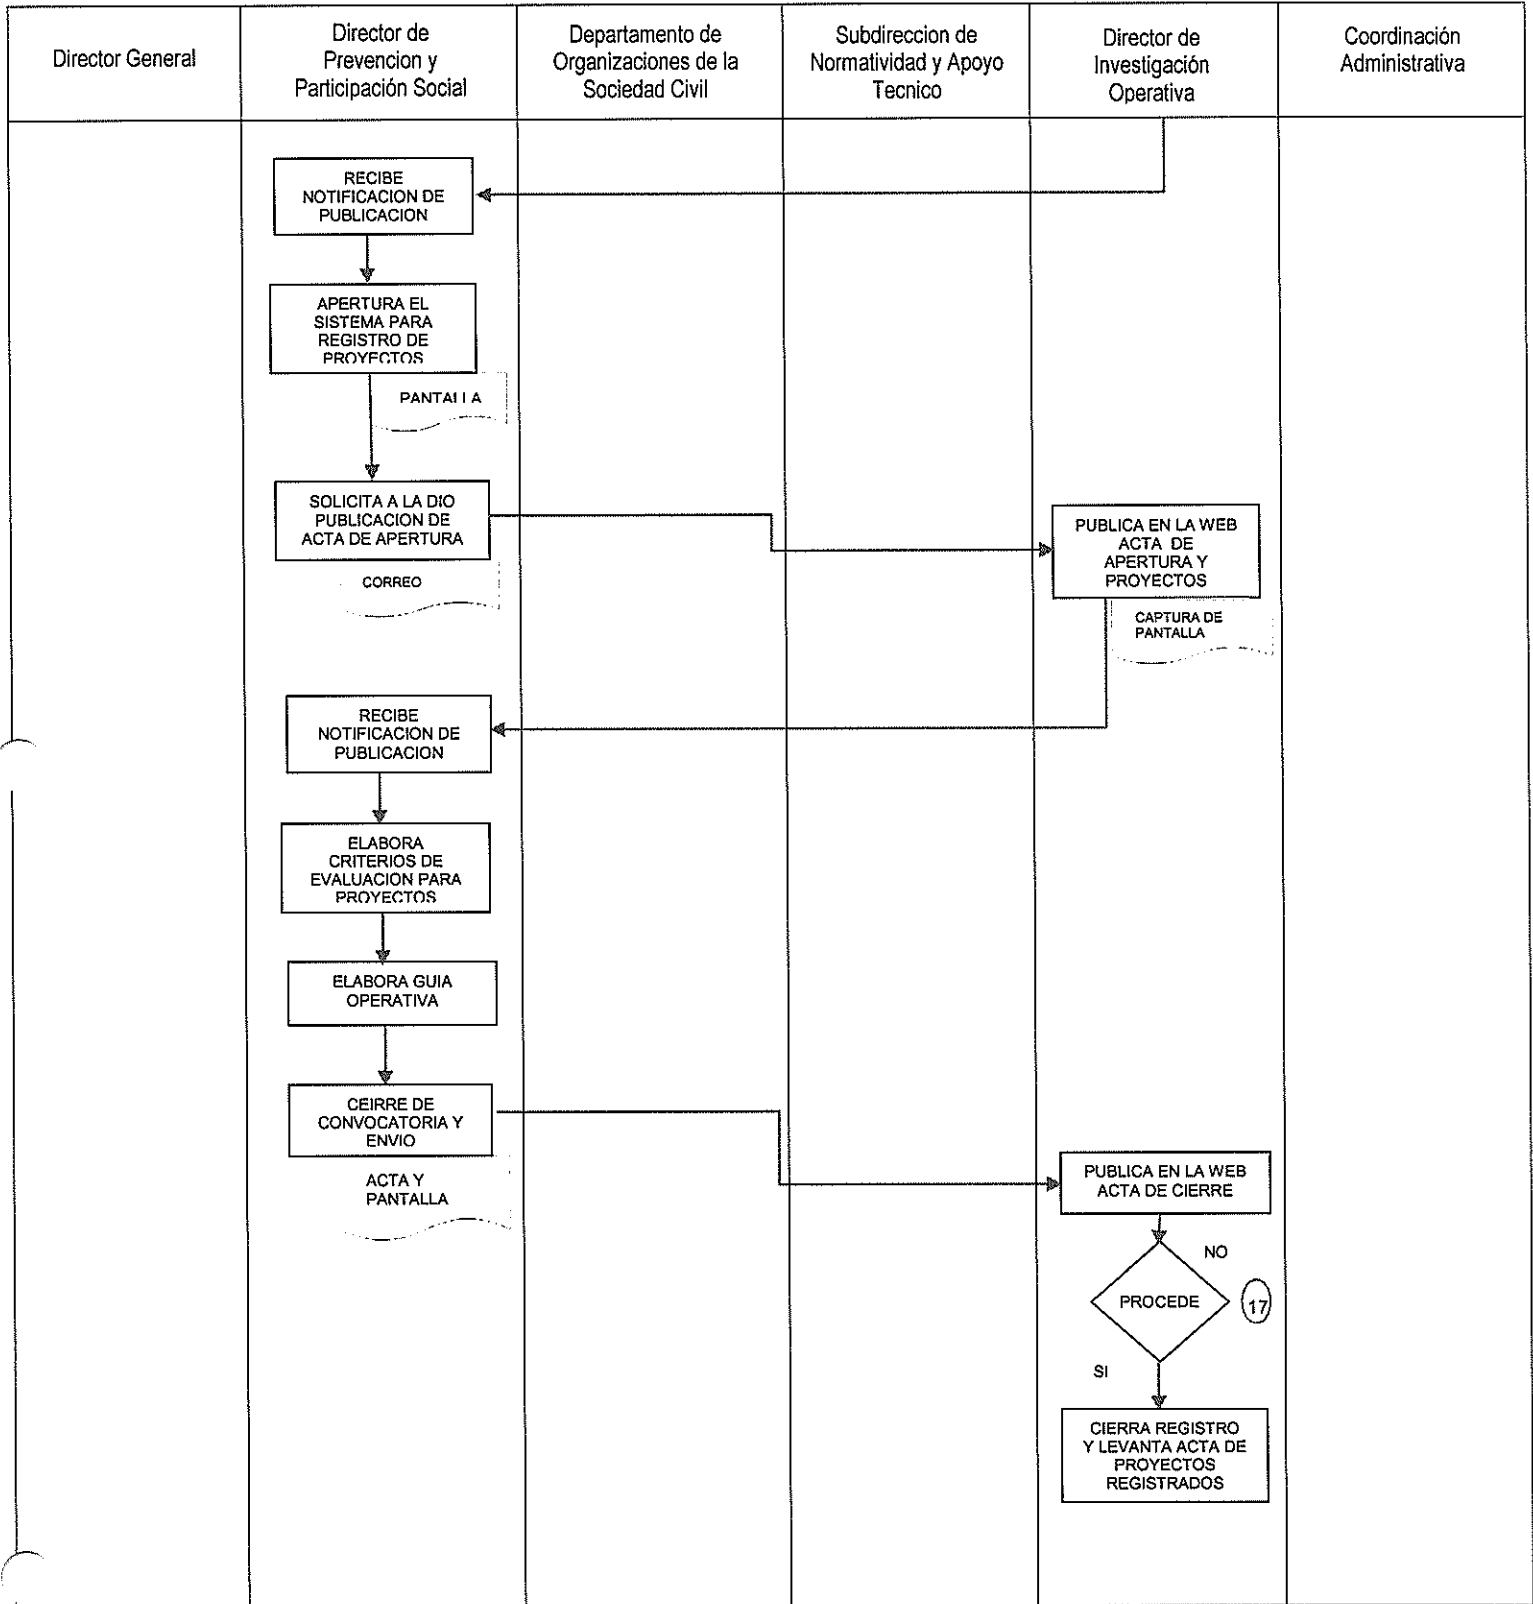 Director General
Director de
Prevencion y
Participación Social
Departamento de
Organizaciones de la
Sociedad Civil
Subdireccion de
Normatividad y Apoyo
Tecnico
Director de
Investigación
Operativa
Coordinación
Administrativa
RECIBE
NOTIFICACION DE
PUBLICACION
APERTURA EL
SISTEMA PARA
REGISTRO DE
PROYECTOS
PANTALLA
SOLICITA A LA DIO
PUBLICACION DE
ACTA DE APERTURA
CORREO
PUBLICA EN LA WEB
ACTA DE
APERTURA Y
PROYECTOS
CAPTURA DE
PANTALLA
RECIBE
NOTIFICACION DE
PUBLICACION
ELABORA
CRITERIOS DE
EVALUACION PARA
PROYECTOS
ELABORA GUIA
OPERATIVA
CEIRRE DE
CONVOCATORIA Y
ENVIO
ACTA Y
PANTALLA
PUBLICA EN LA WEB
ACTA DE CIERRE
NO
PROCEDE
17
SI
CIERRA REGISTRO
Y LEVANTA ACTA DE
PROYECTOS
REGISTRADOS